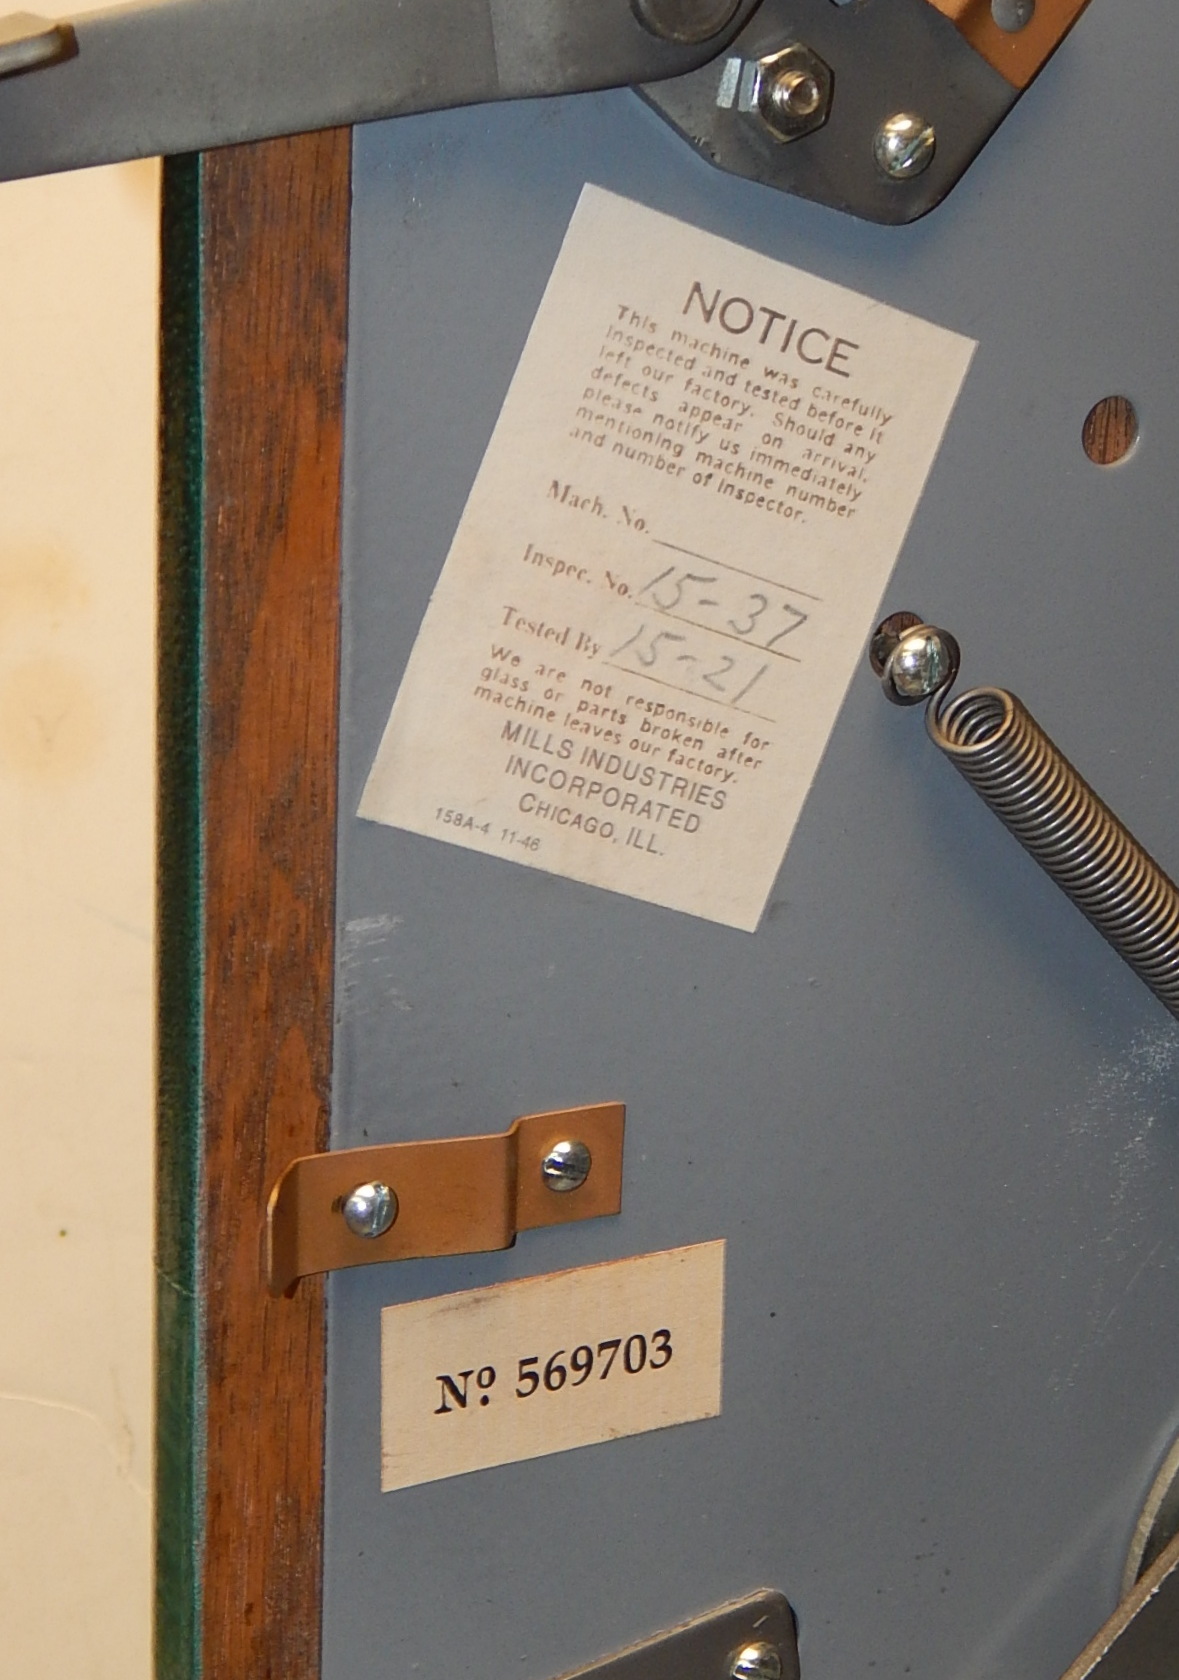 NOTICE
This machine was carefully
inspected and tested before it
left our factory. Should any
defects appear on arrival,
please notify us immediately
mentioning machine number
and number of inspector.
Mach. No.
Inspec. No. 15-37
Tested By 15-21
We are not responsible for
glass or parts broken after
machine leaves our factory.
MILLS INDUSTRIES
INCORPORATED
CHICAGO, ILL.
158A-4 11-46
Nº. 569703